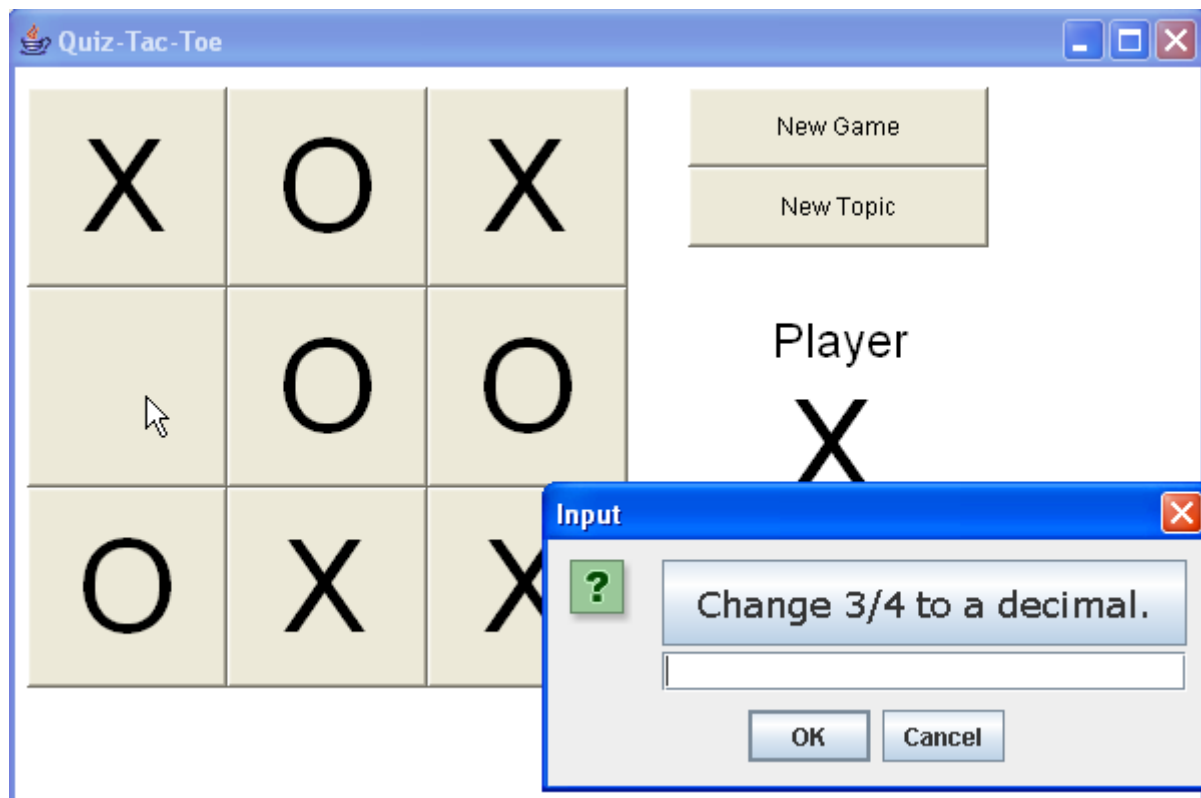 Quiz-Tac-Toe
X O X
New Game
New Topic
O O
Player
X
O X X
Input
?
Change 3/4 to a decimal.
OK
Cancel